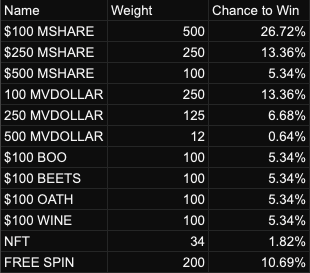 Name Weight Chance to Win
$100 MSHARE 500 26.72%
$250 MSHARE 250 13.36%
$500 MSHARE 100 5.34%
100 MVDOLLAR 250 13.36%
250 MVDOLLAR 125 6.68%
500 MVDOLLAR 12 0.64%
$100 BOO 100 5.34%
$100 BEETS 100 5.34%
$100 OATH 100 5.34%
$100 WINE 100 5.34%
NFT 34 1.82%
FREE SPIN 200 10.69%